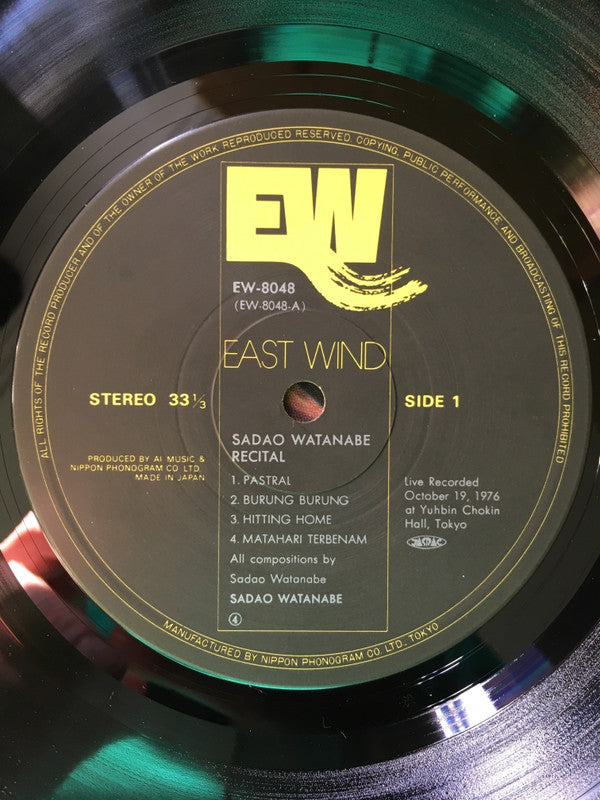 ALL RIGHTS OF THE RECORD PRODUCER AND OF THE OWNER OF THE WORK REPRODUCED RESERVED. COPYING, PUBLIC PERFORMANCE AND BROADCASTING OF THIS RECORD PROHIBITED
EW
EW-8048
(EW-8048-A)
EAST WIND
STEREO 33⅓
SIDE 1
SADAO WATANABE
RECITAL
PRODUCED BY AI MUSIC &
NIPPON PHONOGRAM CO. LTD.
MADE IN JAPAN
1. PASTRAL
2. BURUNG BURUNG
3. HITTING HOME
4. MATAHARI TERBENAM
All compositions by
Sadao Watanabe
SADAO WATANABE
④
Live Recorded
October 19, 1976
at Yuhbin Chokin
Hall, Tokyo
JASRAC
MANUFACTURED BY NIPPON PHONOGRAM CO. LTD., TOKYO